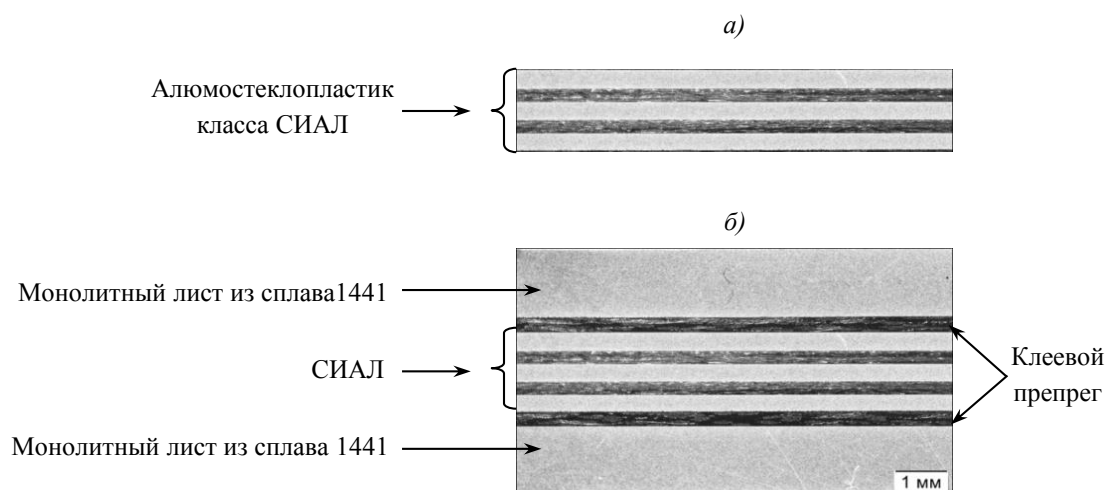 а)
Алюмостеклопластик
класса СИАЛ
б)
Монолитный лист из сплава1441
СИАЛ
Клеевой
препрег
Монолитный лист из сплава 1441
1 мм